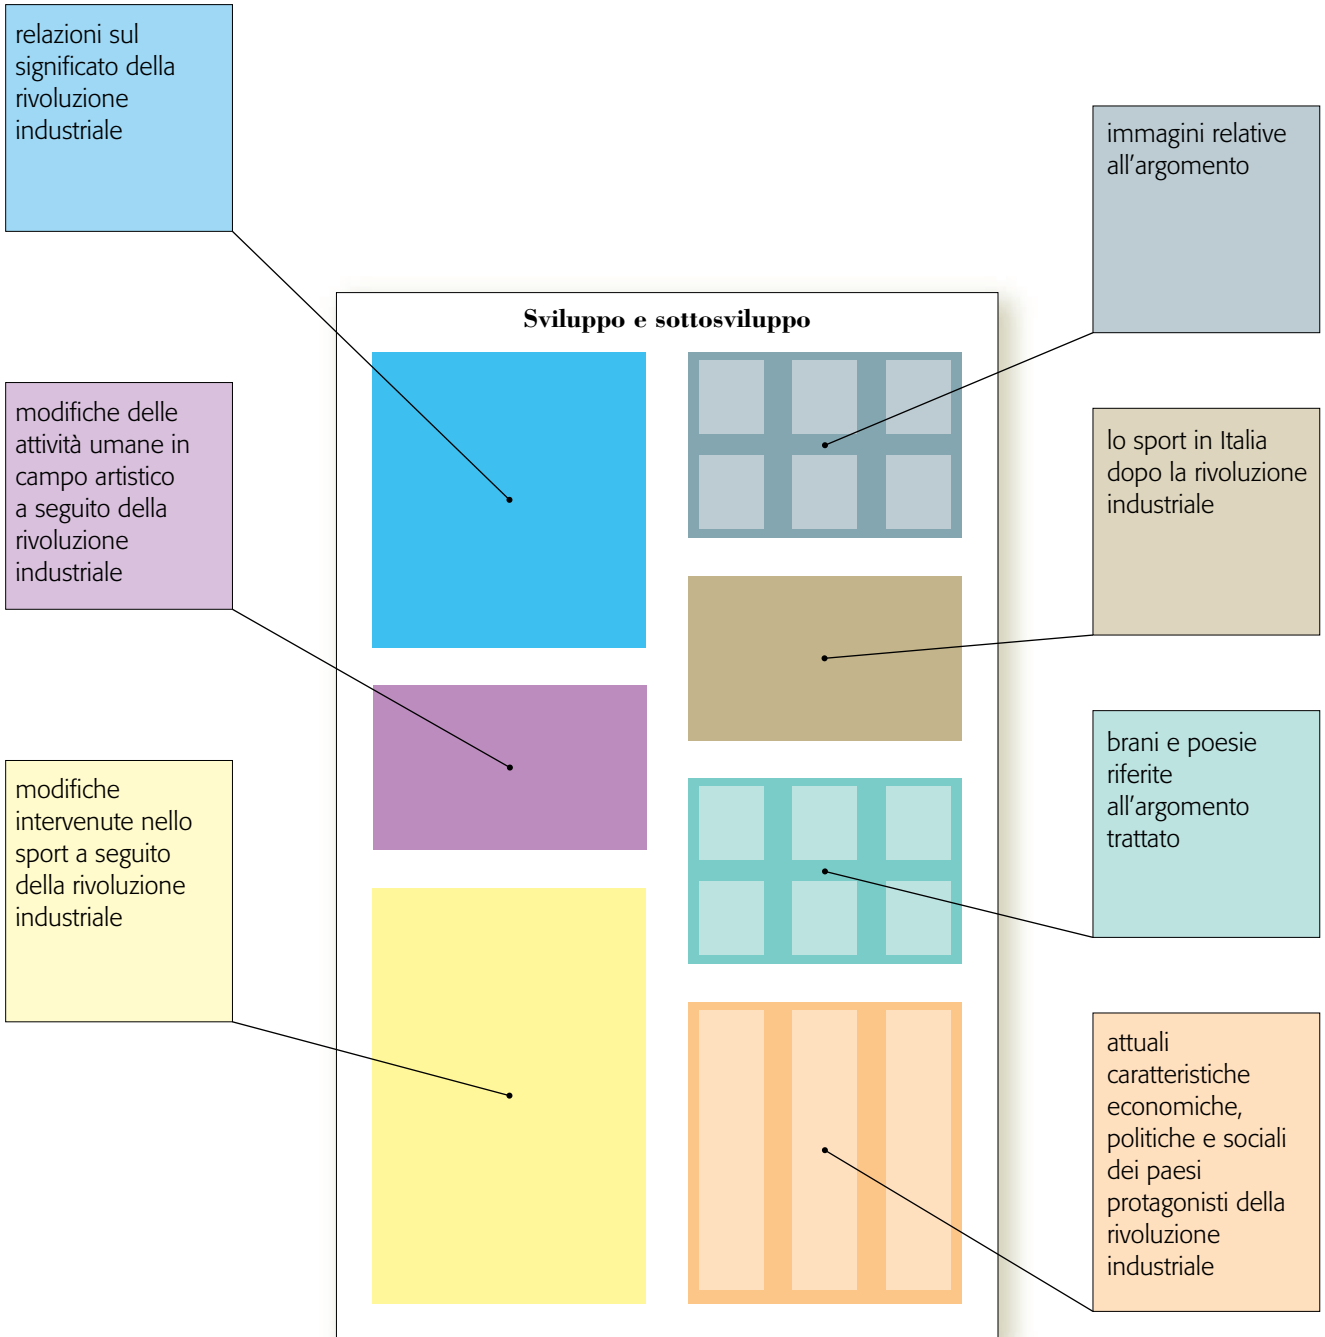 relazioni sul
significato della
rivoluzione
industriale
immagini relative
all'argomento
Sviluppo e sottosviluppo
modifiche delle
attività umane in
campo artistico
a seguito della
rivoluzione
industriale
lo sport in Italia
dopo la rivoluzione
industriale
modifiche
intervenute nello
sport a seguito
della rivoluzione
industriale
brani e poesie
riferite
all'argomento
trattato
attuali
caratteristiche
economiche,
politiche e sociali
dei paesi
protagonisti della
rivoluzione
industriale